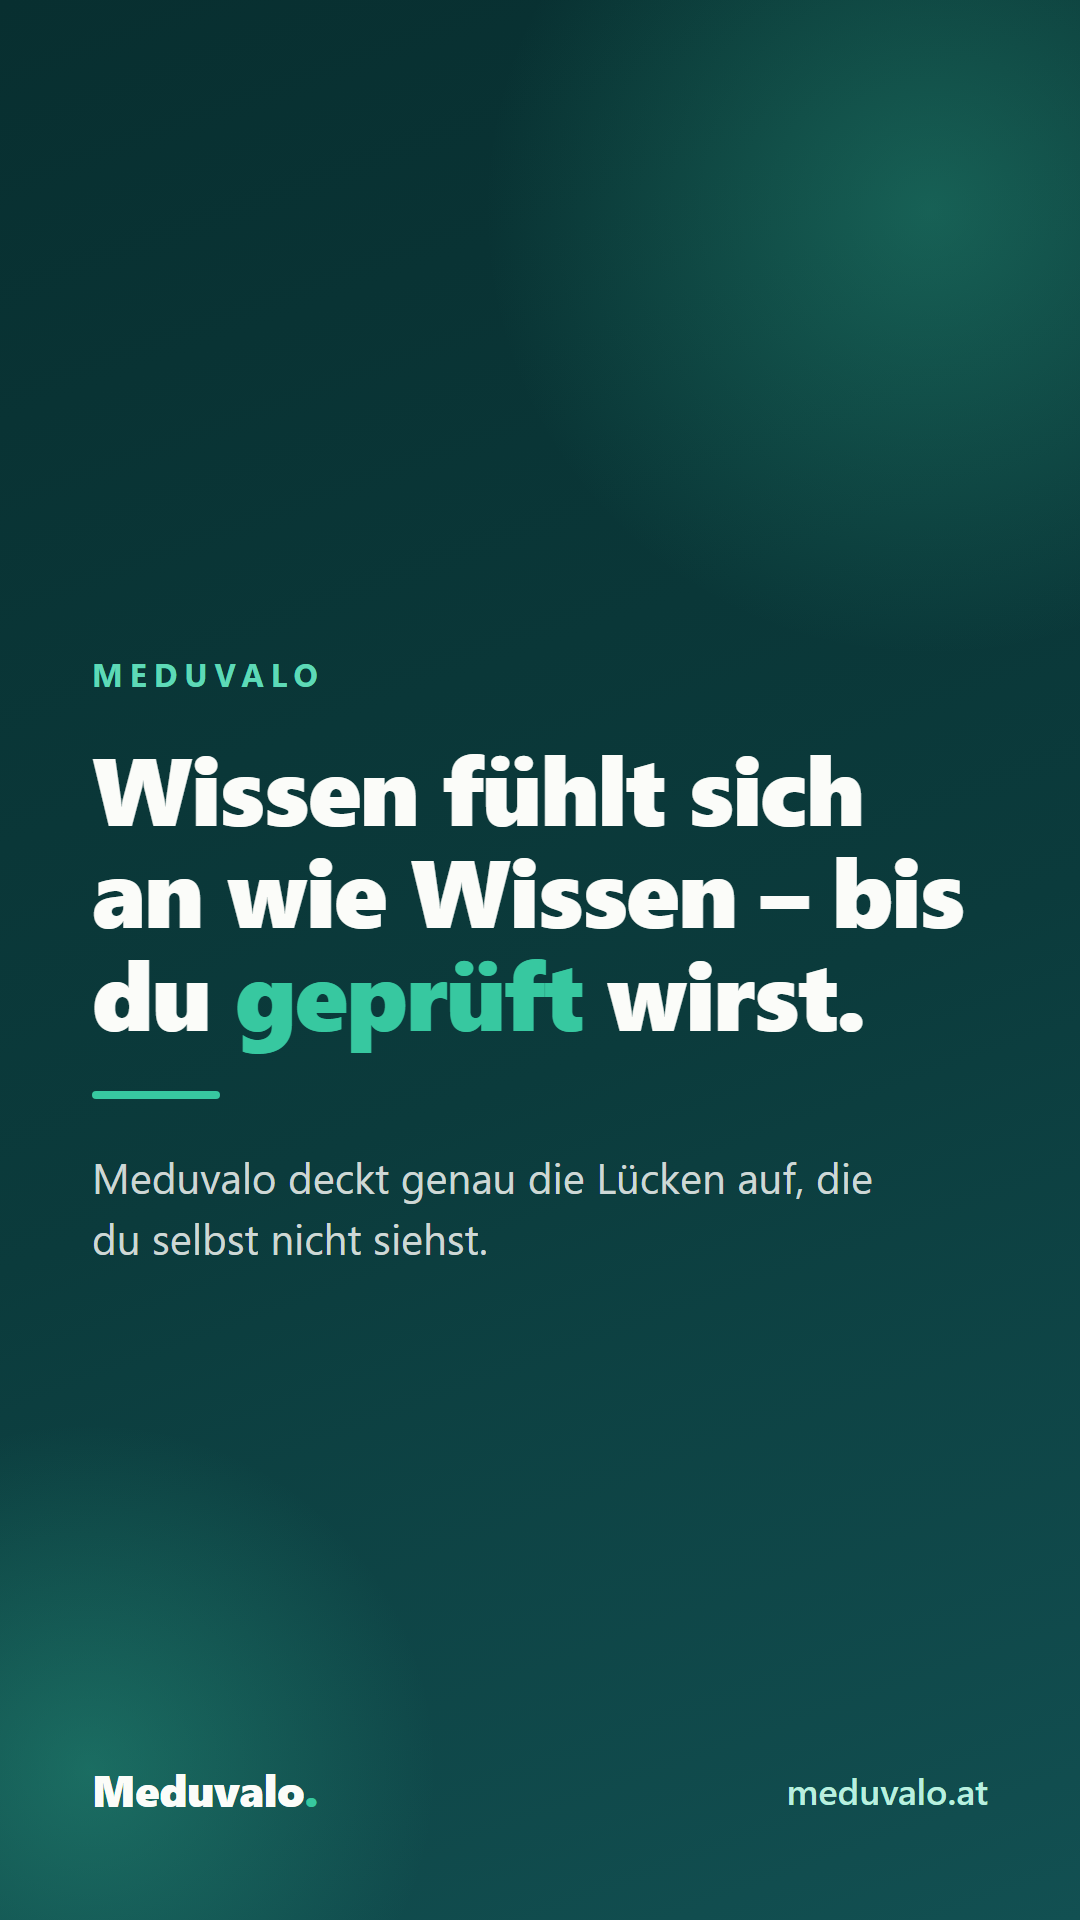 MEDUVALO
Wissen fühlt sich
an wie Wissen – bis
du geprüft wirst.
Meduvalo deckt genau die Lücken auf, die
du selbst nicht siehst.
Meduvalo.
meduvalo.at